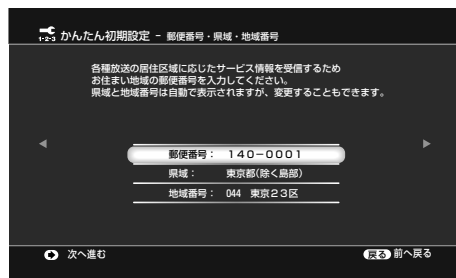 1-2-3 かんたん初期設定 － 郵便番号・県域・地域番号
各種放送の居住区域に応じたサービス情報を受信するため
お住まい地域の郵便番号を入力してください。
県域と地域番号は自動で表示されますが、変更することもできます。
郵便番号： １４０－０００１
県域： 東京都(除く島部)
地域番号： 044 東京２３区
次へ進む 戻る 前へ戻る